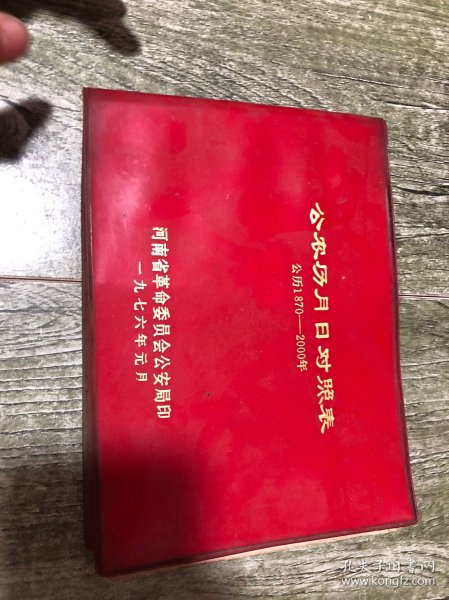 公农历月日对照表
公历1870——2000年
河南省革命委员会公安局印
一九七六年元月
孔夫子旧书网
www.kongfz.com